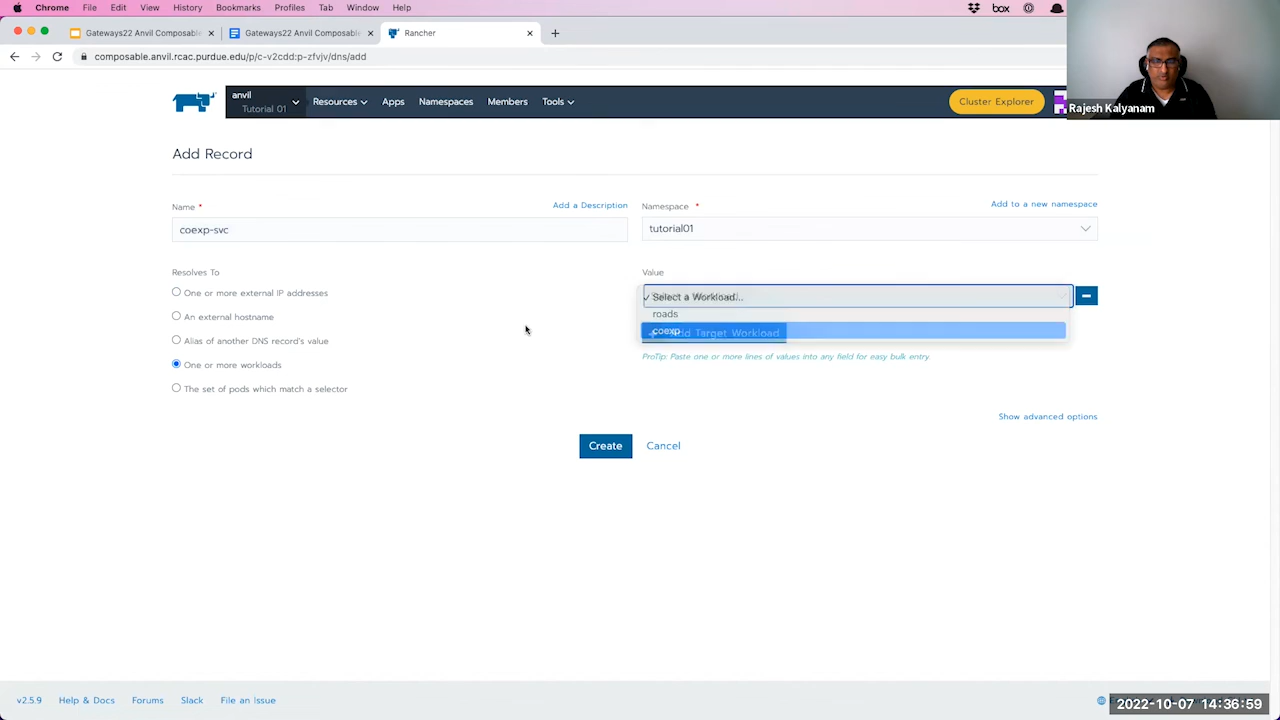 Chrome File Edit View History Bookmarks Profiles Tab Window Help box
Gateways22 Anvil Composable Gateways22 Anvil Composable Rancher
composable.anvil.rcac.purdue.edu/p/c-v2cdd:p-zfvjv/dns/add
Rajesh Kalyanam
anvil
Tutorial 01
Resources Apps Namespaces Members Tools Cluster Explorer
Add Record
Name * Add a Description
Namespace * Add to a new namespace
coexp-svc
tutorial01
Resolves To
Value
One or more external IP addresses
An external hostname
Alias of another DNS record's value
One or more workloads
The set of pods which match a selector
Select a Workload...
roads
coexp
Add Target Workload
ProTip: Paste one or more lines of values into any field for easy bulk entry.
Show advanced options
Create Cancel
v2.5.9 Help & Docs Forums Slack File an Issue
2022-10-07 14:36:59